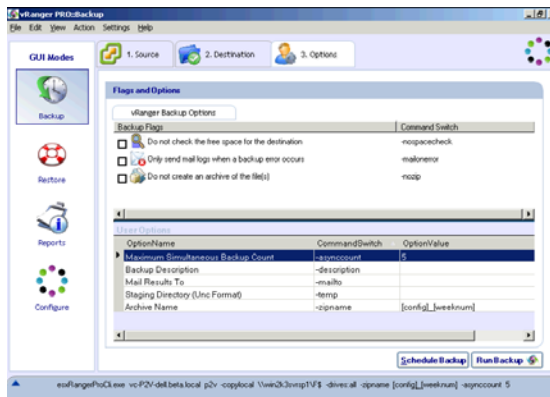 vRanger PRO::Backup
File Edit View Action Settings Help
GUI Modes
1. Source
2. Destination
3. Options
Flags and Options
vRanger Backup Options
Backup Flags
Command Switch
Do not check the free space for the destination
-nospacecheck
Only send mail logs when a backup error occurs
-mailonerror
Do not create an archive of the file(s)
-nozip
Backup
Restore
Reports
Configure
User Options
OptionName
CommandSwitch
OptionValue
Maximum Simultaneous Backup Count
-asynccount
5
Backup Description
-description
Mail Results To
-mailto
Staging Directory (Unc Format)
-temp
Archive Name
-zipname
[config]_[weeknum]
Schedule Backup
Run Backup
esxRangerProCli.exe vc-P2V-dell.beta.local p2v -copylocal \\win2k3svrsp1\F$ -drives:all -zipname [config]_[weeknum] -asynccount 5